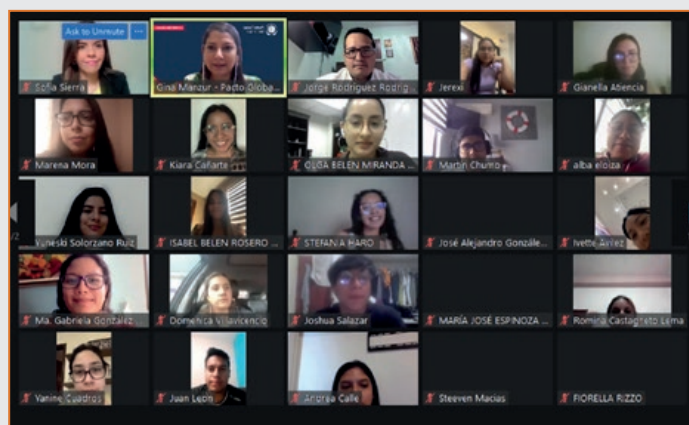 Ask to Unmute ...
Sofia Sierra
Gina Manzur - Pacto Globa...
Jorge Rodriguez Rodrig...
Jerexi
Gianella Atiencia
Marena Mora
Kiara Cañarte
OLGA BELEN MIRANDA ...
Martin Chumo
alba eloiza
Yuneski Solorzano Ruiz
ISABEL BELEN ROSERO ...
STEFANIA HARO
José Alejandro Gonzále...
Ivette Avilez
Ma. Gabriela Gonzalez...
Domenica Villavicencio
Joshua Salazar
MARÍA JOSÉ ESPINOZA ...
Romina Castagneto Lema
Yanine Cuadros
Juan Leon
Andrea Calle
Steeven Macias
FIORELLA RIZZO